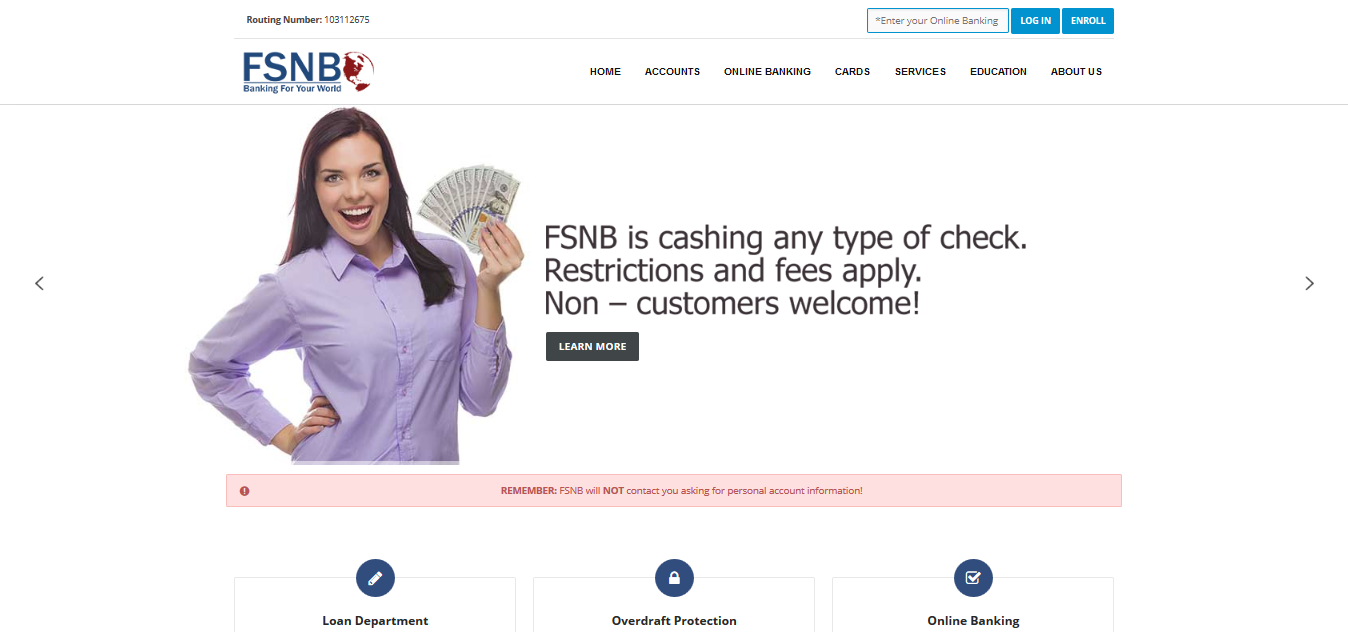 Routing Number: 103112675
*Enter your Online Banking
LOG IN
ENROLL
FSNB
Banking For Your World
HOME
ACCOUNTS
ONLINE BANKING
CARDS
SERVICES
EDUCATION
ABOUT US
FSNB is cashing any type of check.
Restrictions and fees apply.
Non – customers welcome!
LEARN MORE
REMEMBER: FSNB will NOT contact you asking for personal account information!
Loan Department
Overdraft Protection
Online Banking